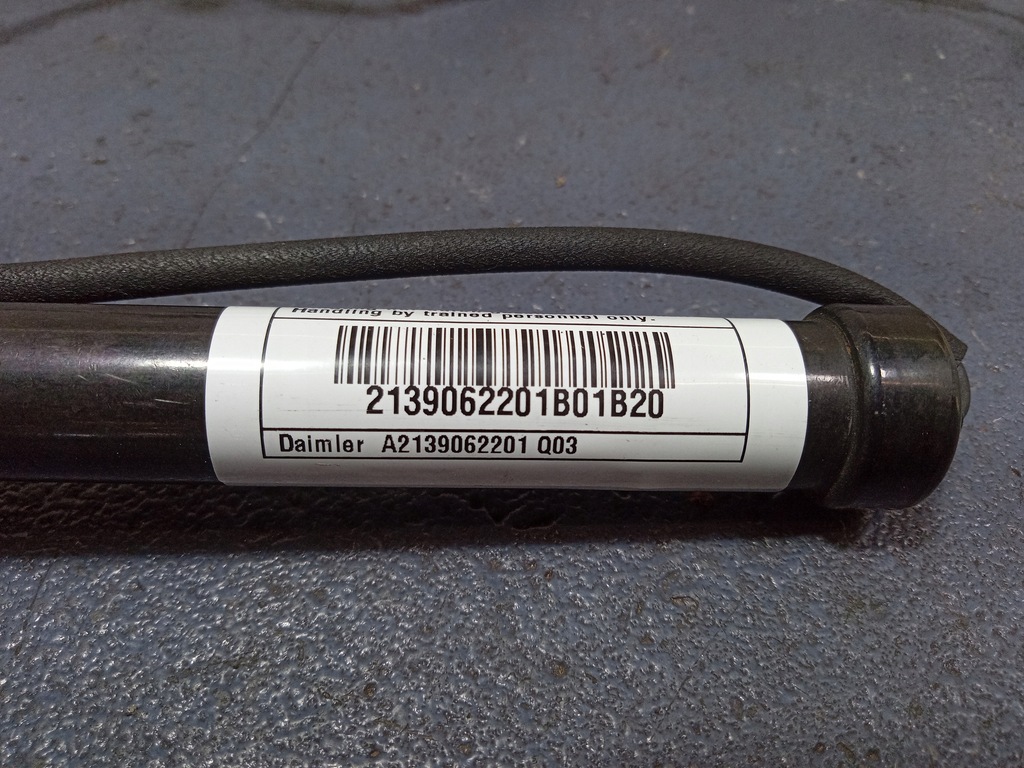 Handling by trained personnel only.
2139062201B01B20
Daimler A2139062201 Q03